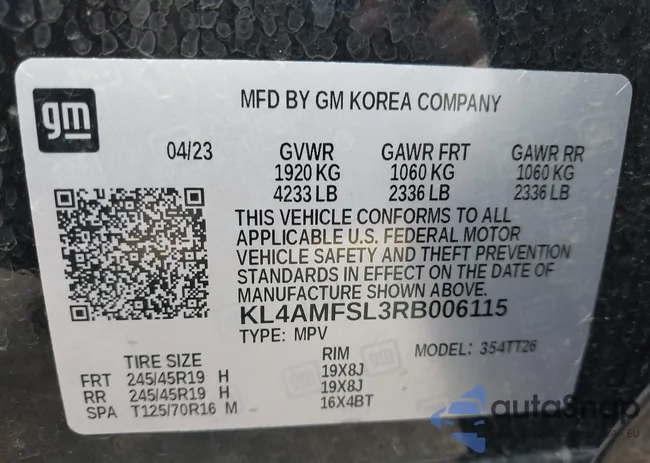 gm
MFD BY GM KOREA COMPANY
04/23 GVWR GAWR FRT GAWR RR
1920 KG 1060 KG 1060 KG
4233 LB 2336 LB 2336 LB
THIS VEHICLE CONFORMS TO ALL
APPLICABLE U.S. FEDERAL MOTOR
VEHICLE SAFETY AND THEFT PREVENTION
STANDARDS IN EFFECT ON THE DATE OF
MANUFACTURE SHOWN ABOVE.
KL4AMFSL3RB006115
TYPE: MPV
TIRE SIZE RIM MODEL: 354TT26
FRT 245/45R19 H 19X8J
RR 245/45R19 H 19X8J
SPA T125/70R16 M 16X4BT
autoSnap